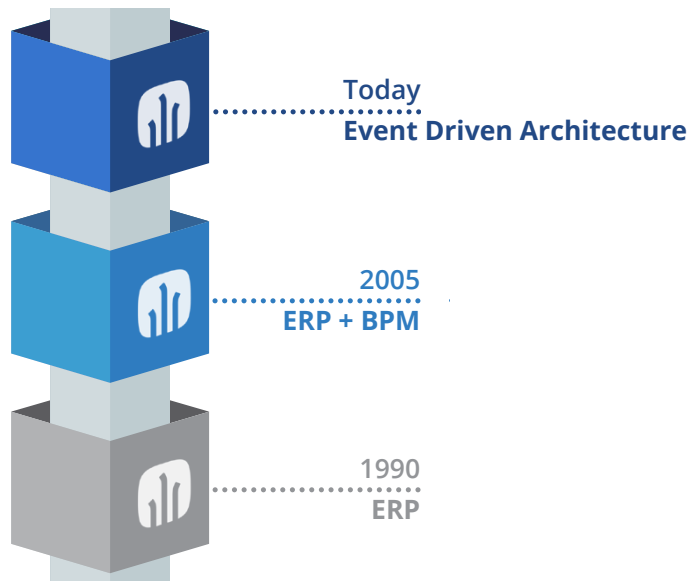 Today
Event Driven Architecture
2005
ERP + BPM
1990
ERP